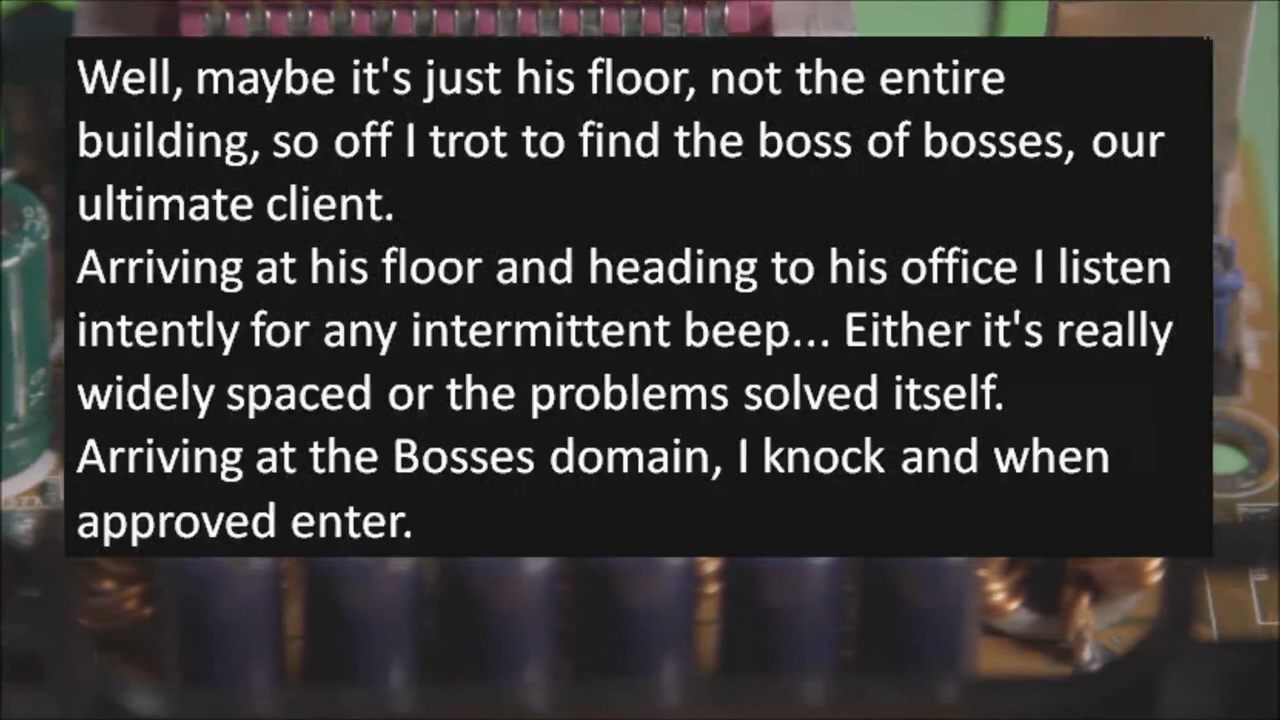 Well, maybe it's just his floor, not the entire
building, so off I trot to find the boss of bosses, our
ultimate client.
Arriving at his floor and heading to his office I listen
intently for any intermittent beep... Either it's really
widely spaced or the problems solved itself.
Arriving at the Bosses domain, I knock and when
approved enter.